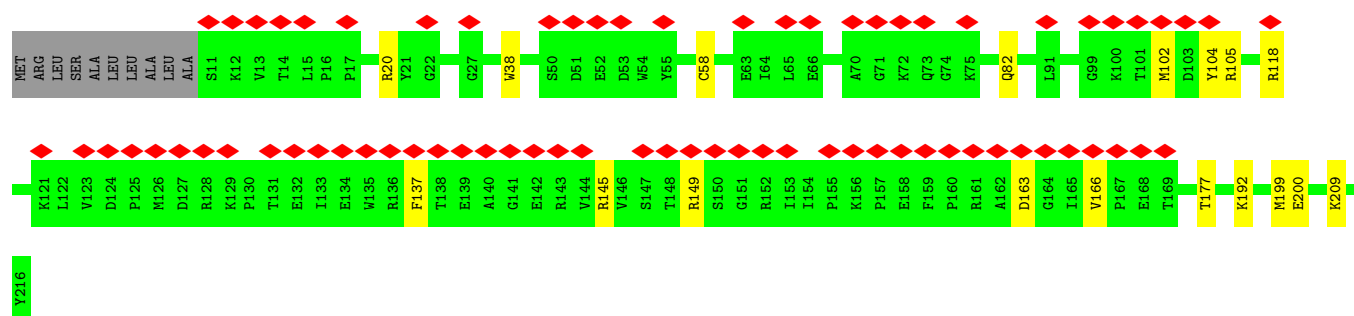 MET ARG LEU SER ALA LEU LEU ALA LEU ALA S11 K12 V13 T14 L15 P16 P17 R20 Y21 G22 G27 W38 S50 D51 E52 D53 W54 Y55 C58 E63 I64 L65 E66 A70 G71 K72 Q73 G74 K75 Q82 L91 G99 K100 T101 M102 D103 Y104 R105 R118
K121 L122 V123 D124 P125 M126 D127 R128 K129 P130 T131 E132 I133 E134 W135 R136 F137 T138 E139 A140 G141 E142 R143 V144 R145 V146 S147 T148 R149 S150 G151 R152 I153 I154 P155 K156 P157 E158 F159 P160 R161 A162 D163 G164 I165 V166 P167 E168 T169 T177 K192 M199 E200 K209
Y216